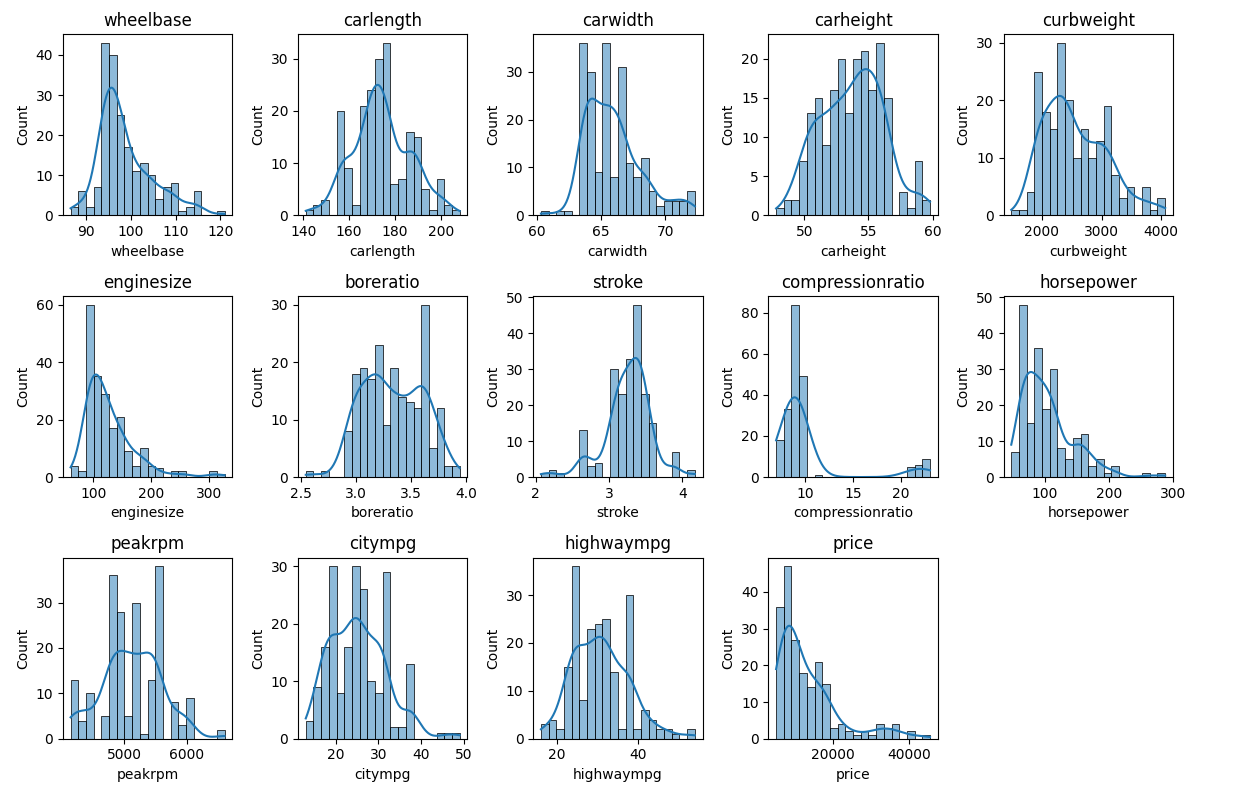 wheelbase carlength carwidth carheight curbweight
Count 0 10 20 30 40
90 100 110 120
wheelbase
Count 0 10 20 30
140 160 180 200
carlength
Count 0 10 20 30
60 65 70
carwidth
Count 0 5 10 15 20
50 55 60
carheight
Count 0 10 20 30
2000 3000 4000
curbweight
enginesize boreratio stroke compressionratio horsepower
Count 0 20 40 60
100 200 300
enginesize
Count 0 10 20 30
2.5 3.0 3.5 4.0
boreratio
Count 0 10 20 30 40 50
2 3 4
stroke
Count 0 20 40 60 80
10 15 20
compressionratio
Count 0 10 20 30 40 50
100 200 300
horsepower
peakrpm citympg highwaympg price
Count 0 10 20 30
5000 6000
peakrpm
Count 0 10 20 30
20 30 40 50
citympg
Count 0 10 20 30
20 40
highwaympg
Count 0 10 20 30 40
20000 40000
price